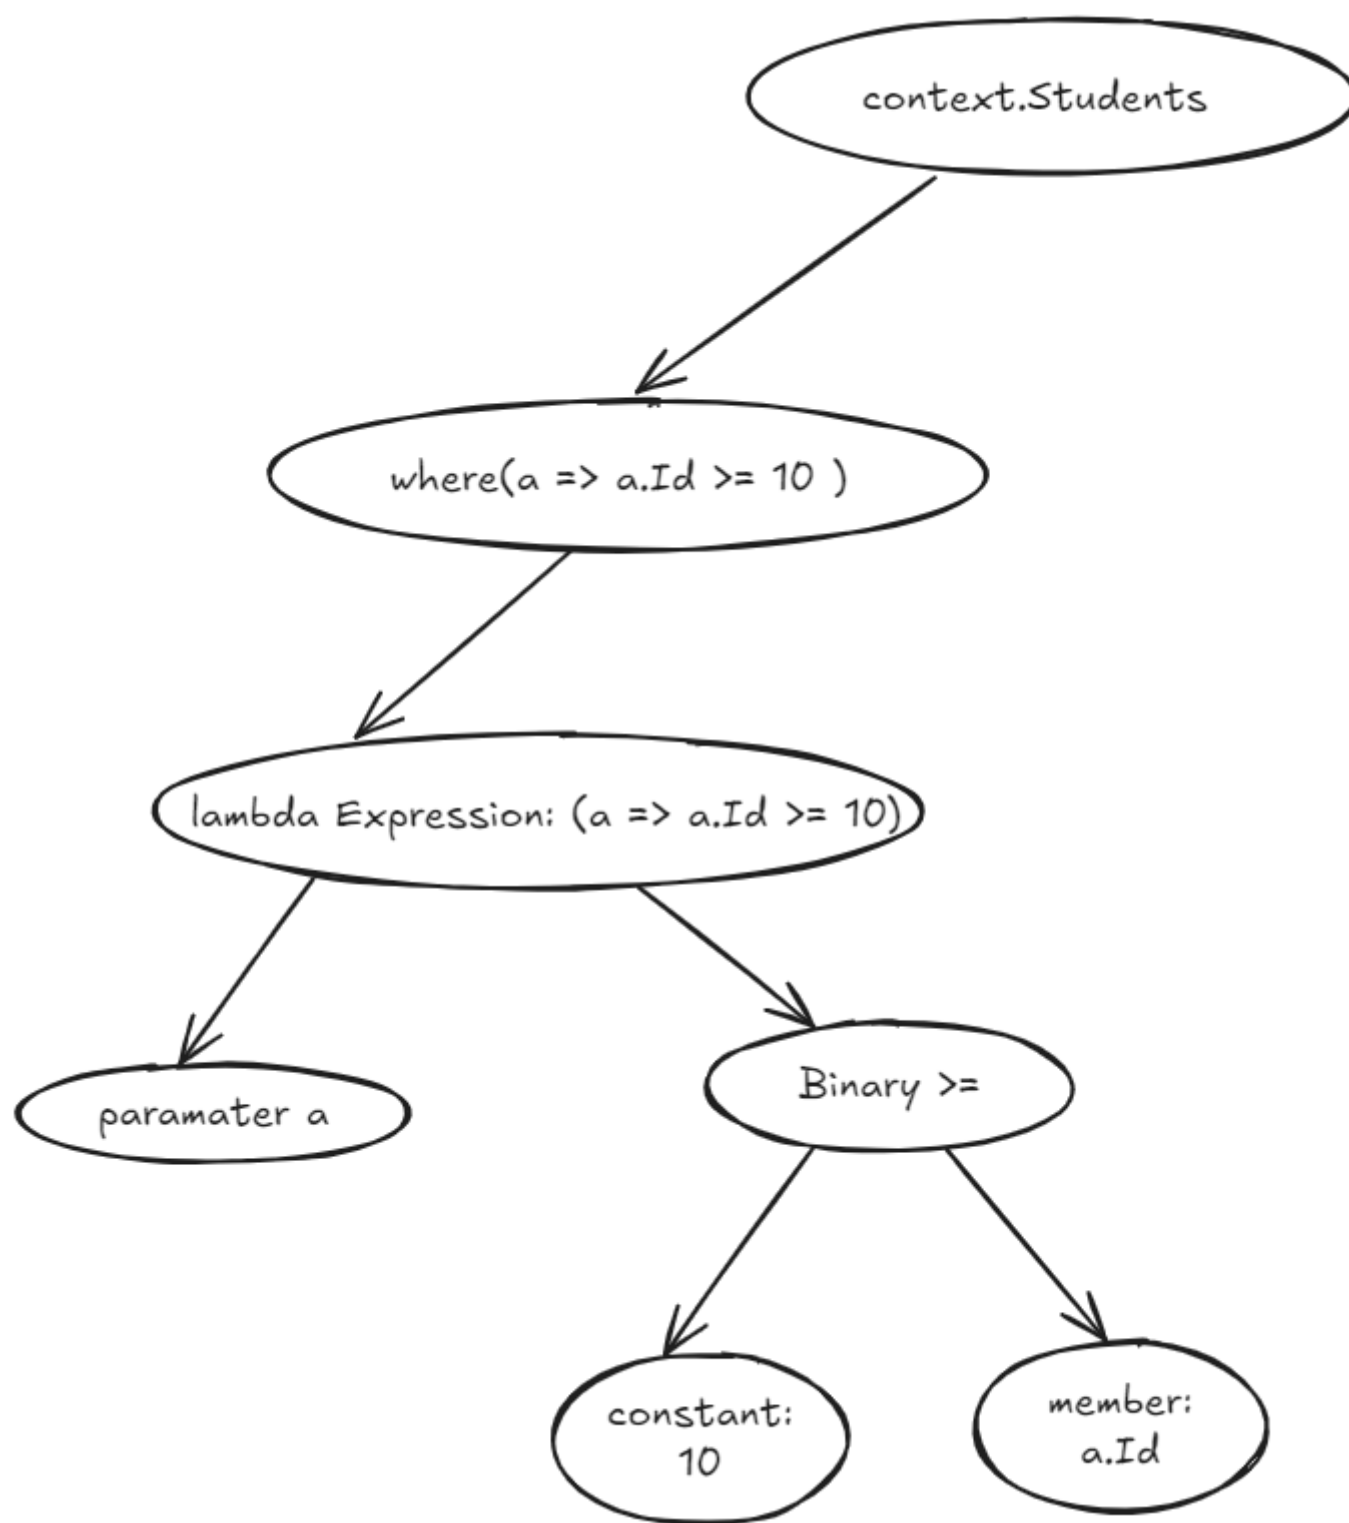 context.Students
where(a => a.Id >= 10 )
lambda Expression: (a => a.Id >= 10)
paramater a
Binary >=
constant:
10
member:
a.Id